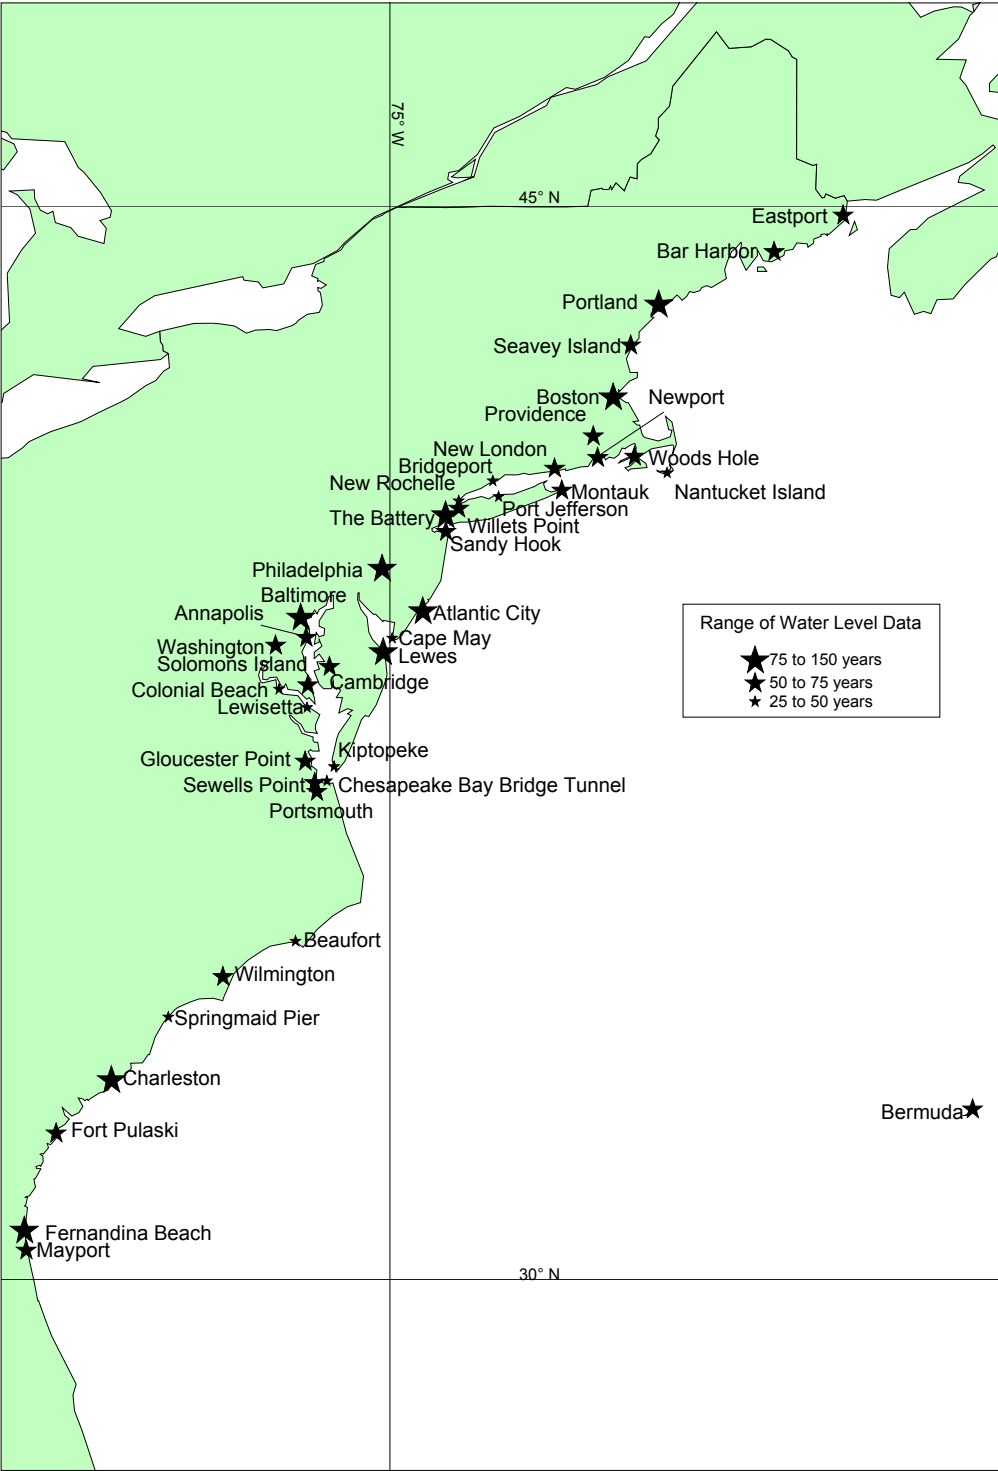 75° W
45° N
Eastport
Bar Harbor
Portland
Seavey Island
Boston
Newport
Providence
New London
Woods Hole
Bridgeport
New Rochelle
Montauk
Nantucket Island
Port Jefferson
The Battery
Willets Point
Sandy Hook
Philadelphia
Baltimore
Annapolis
Atlantic City
Cape May
Washington
Lewes
Solomons Island
Cambridge
Colonial Beach
Lewisetta
Range of Water Level Data
75 to 150 years
50 to 75 years
25 to 50 years
Kiptopeke
Gloucester Point
Sewells Point
Chesapeake Bay Bridge Tunnel
Portsmouth
Beaufort
Wilmington
Springmaid Pier
Charleston
Bermuda
Fort Pulaski
Fernandina Beach
Mayport
30° N